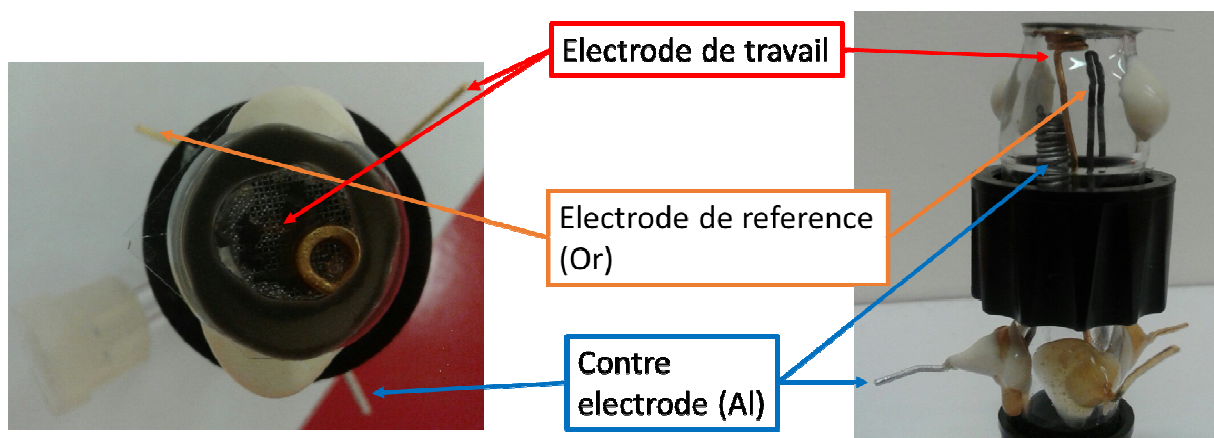 Electrode de travail
Electrode de reference
(Or)
Contre
electrode (Al)